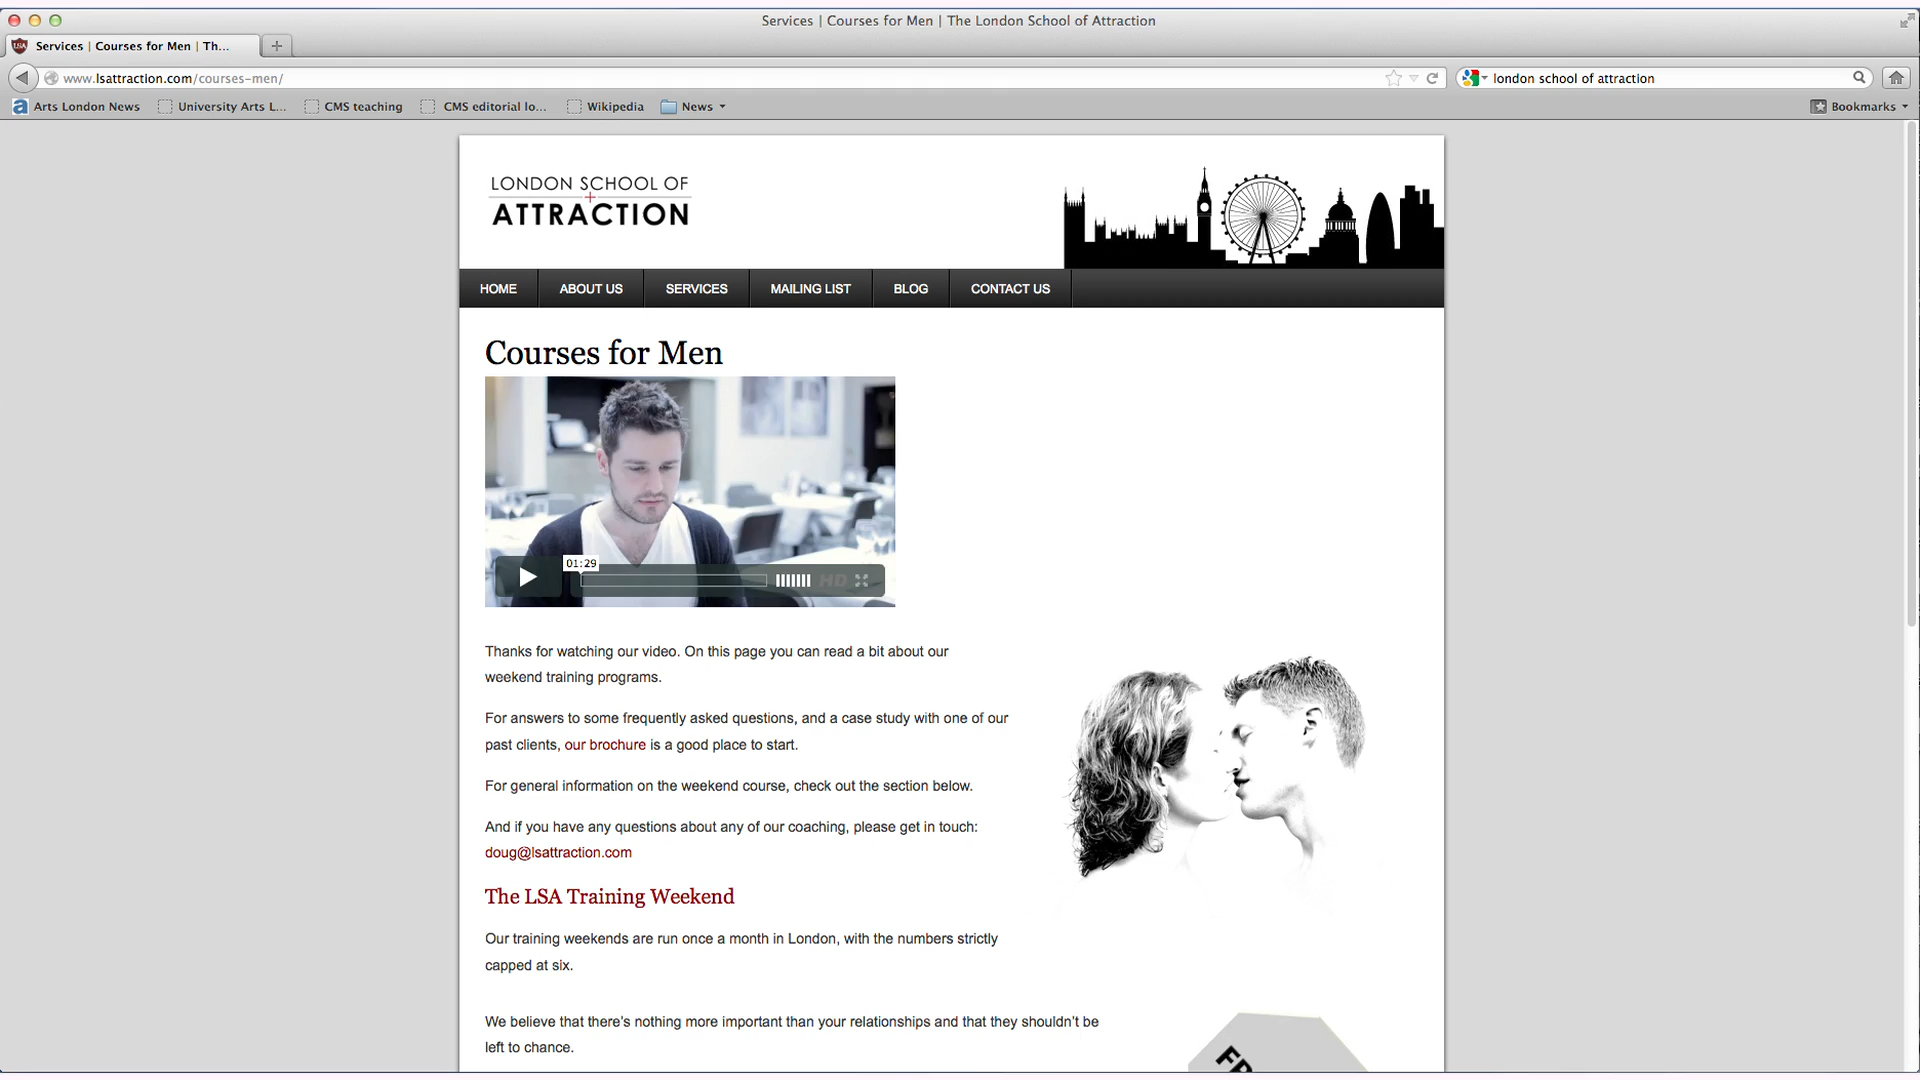 Services | Courses for Men | The London School of Attraction
Services | Courses for Men | Th...
www.lsattraction.com/courses-men/
london school of attraction
Arts London News
University Arts L...
CMS teaching
CMS editorial lo...
Wikipedia
News
Bookmarks
LONDON SCHOOL OF
ATTRACTION
HOME
ABOUT US
SERVICES
MAILING LIST
BLOG
CONTACT US
Courses for Men
01:29
HD
Thanks for watching our video. On this page you can read a bit about our
weekend training programs.
For answers to some frequently asked questions, and a case study with one of our
past clients, our brochure is a good place to start.
For general information on the weekend course, check out the section below.
And if you have any questions about any of our coaching, please get in touch:
doug@lsattraction.com
The LSA Training Weekend
Our training weekends are run once a month in London, with the numbers strictly
capped at six.
We believe that there's nothing more important than your relationships and that they shouldn't be
left to chance.